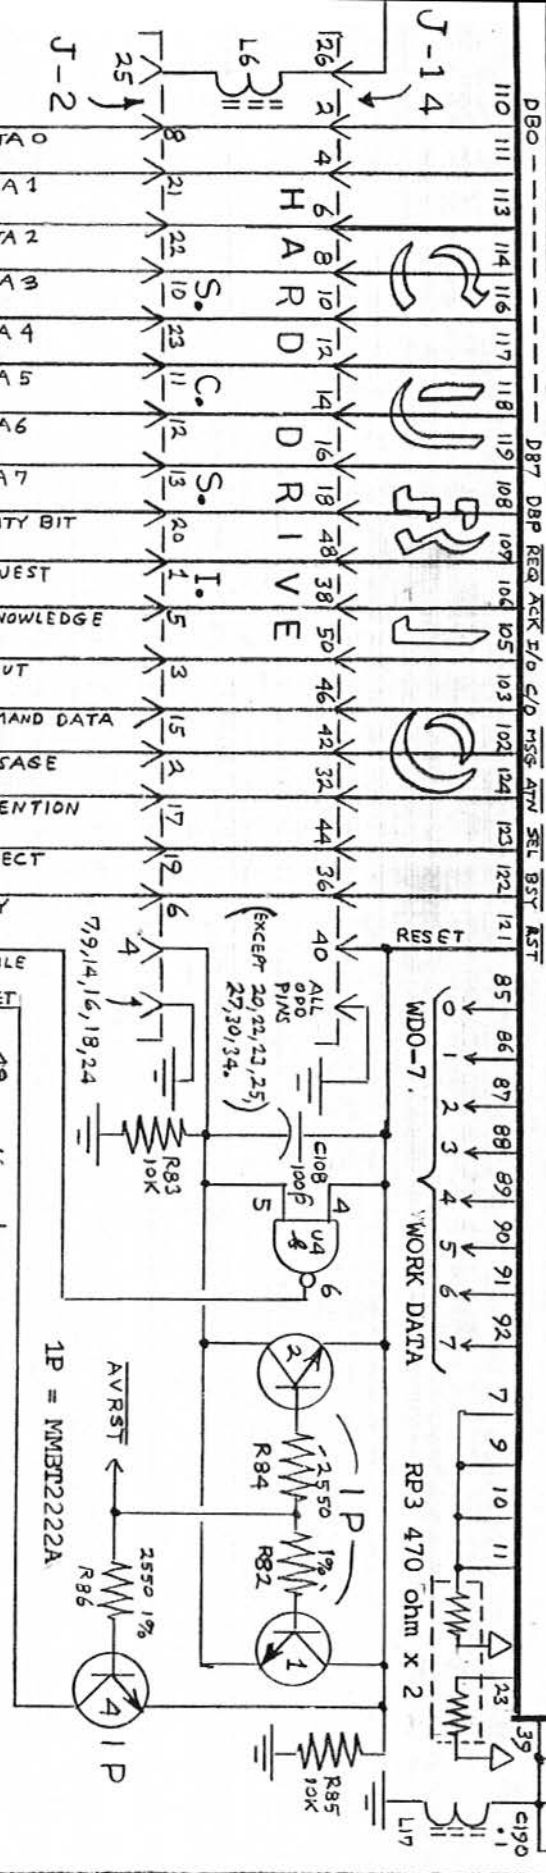 J-14
J-2
25
L6
26
110 111 113 114 116 117 118 119 108 107 106 105 103 102 124 123 122 121
DB0 - - - - - - DB7 DBP REQ ACK I/O C/D MSG ATN SEL BSY RST
2 4 6 8 10 12 14 16 18 48 38 50 46 42 32 44 36 40
HARD DRIVE
S. C. S. I.
8 21 22 10 23 11 12 13 20 1 5 3 15 2 17 19 6 4
TA 0
A 1
TA 2
A 3
A 4
A 5
A6
A 7
ITY BIT
UEST
NOWLEDGE
UT
MAND DATA
SAGE
ENTION
ECT
Y
LE
ET
RESET
ALL
ODD
PINS
(EXCEPT
20,22,23,25,
27,30,34.)
7,9,14,16,18,24
85 86 87 88 89 90 91 92
0 1 2 3 4 5 6 7
WD0-7.
WORK DATA
C108
100p
R83
10K
4
5
U4
6
2
R84
2550
1%
R82
1P
1
AVRST
2550 1%
R86
4
1P
1P = MMBT2222A
7 9 10 11
RP3 470 ohm x 2
23
39
R85
10K
L17
C190
.1